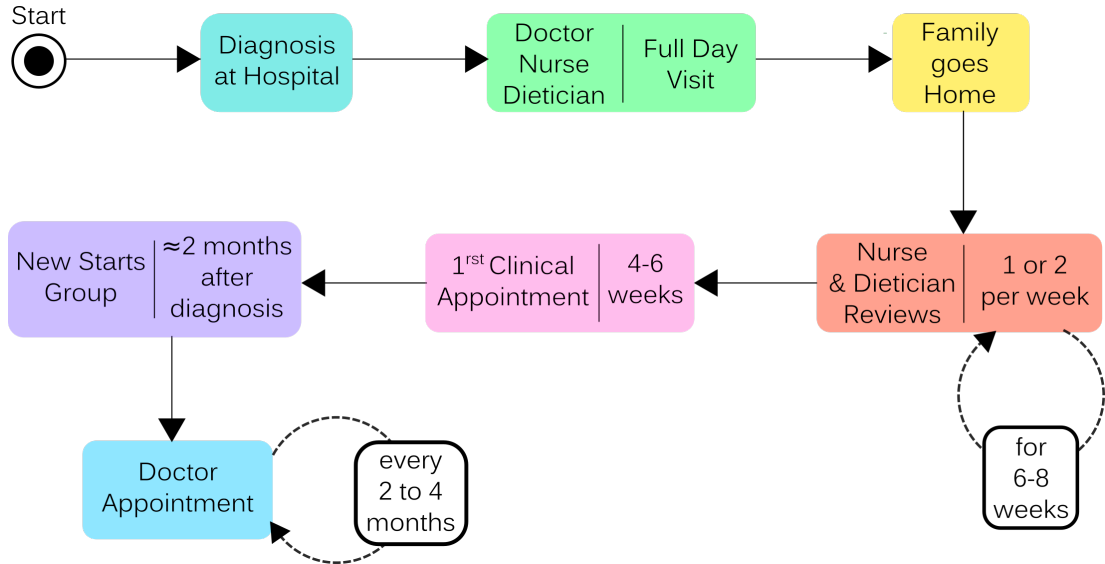 Start
Diagnosis
at Hospital
Doctor
Nurse
Dietician
Full Day
Visit
Family
goes
Home
New Starts
Group
≈2 months
after
diagnosis
1rst Clinical
Appointment
4-6
weeks
Nurse
& Dietician
Reviews
1 or 2
per week
Doctor
Appointment
every
2 to 4
months
for
6-8
weeks